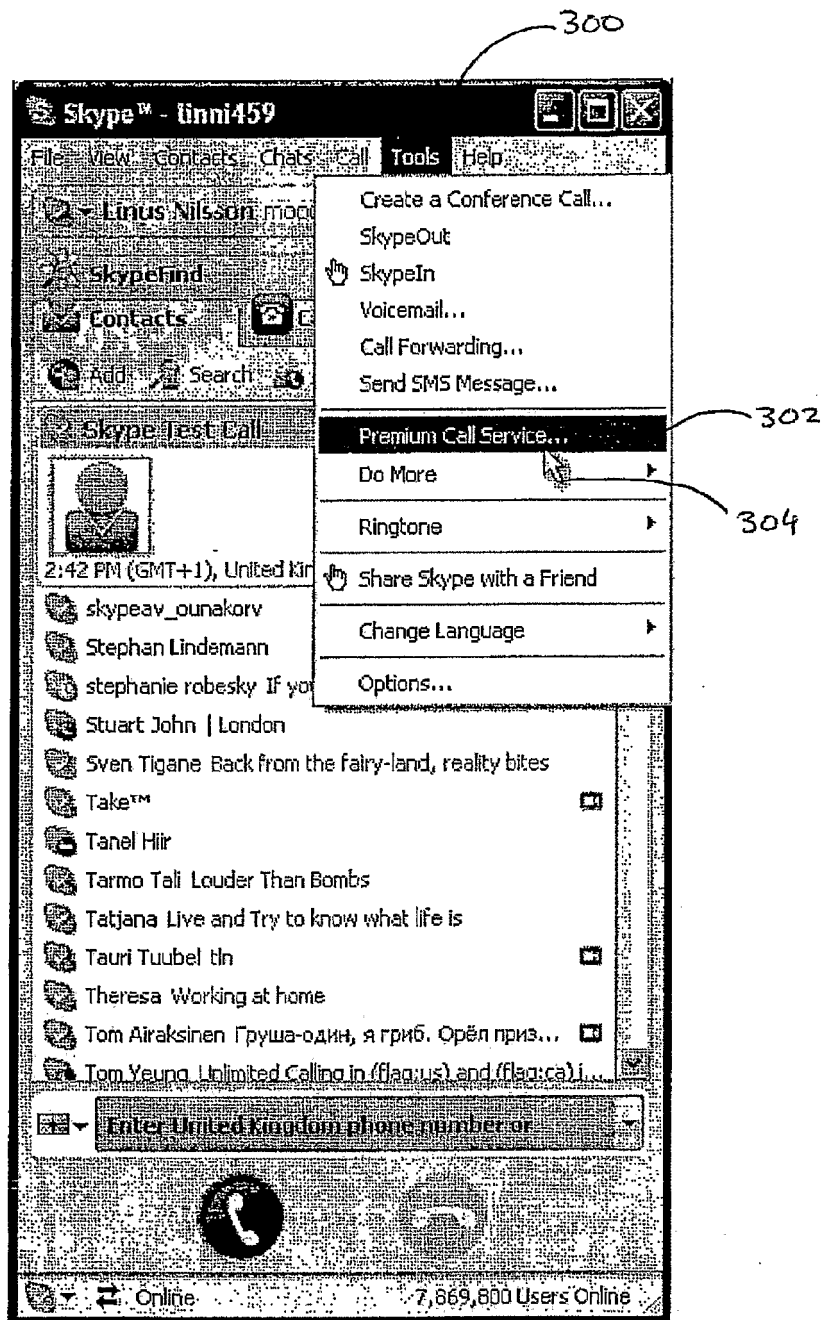 300
Skype™ - linni459
File View Contacts Chats Call Tools Help
Linus Nilsson
SkypeFind
Contacts
Add Search
Create a Conference Call...
SkypeOut
SkypeIn
Voicemail...
Call Forwarding...
Send SMS Message...
Premium Call Service...
302
Do More
304
Ringtone
Share Skype with a Friend
Change Language
Options...
Skype Test Call
2:42 PM (GMT+1), United Kin
skypeav_ounakorv
Stephan Lindemann
stephanie robesky If yo
Stuart John | London
Sven Tigane Back from the fairy-land, reality bites
Take™
Tanel Hiir
Tarmo Tali Louder Than Bombs
Tatjana Live and Try to know what life is
Tauri Tuubel tln
Theresa Working at home
Tom Airaksinen Груша-один, я гриб. Орёл приз...
Tom Yeung Unlimited Calling in (flag:us) and (flag:ca) i...
Enter United Kingdom phone number or
Online 7,869,800 Users Online